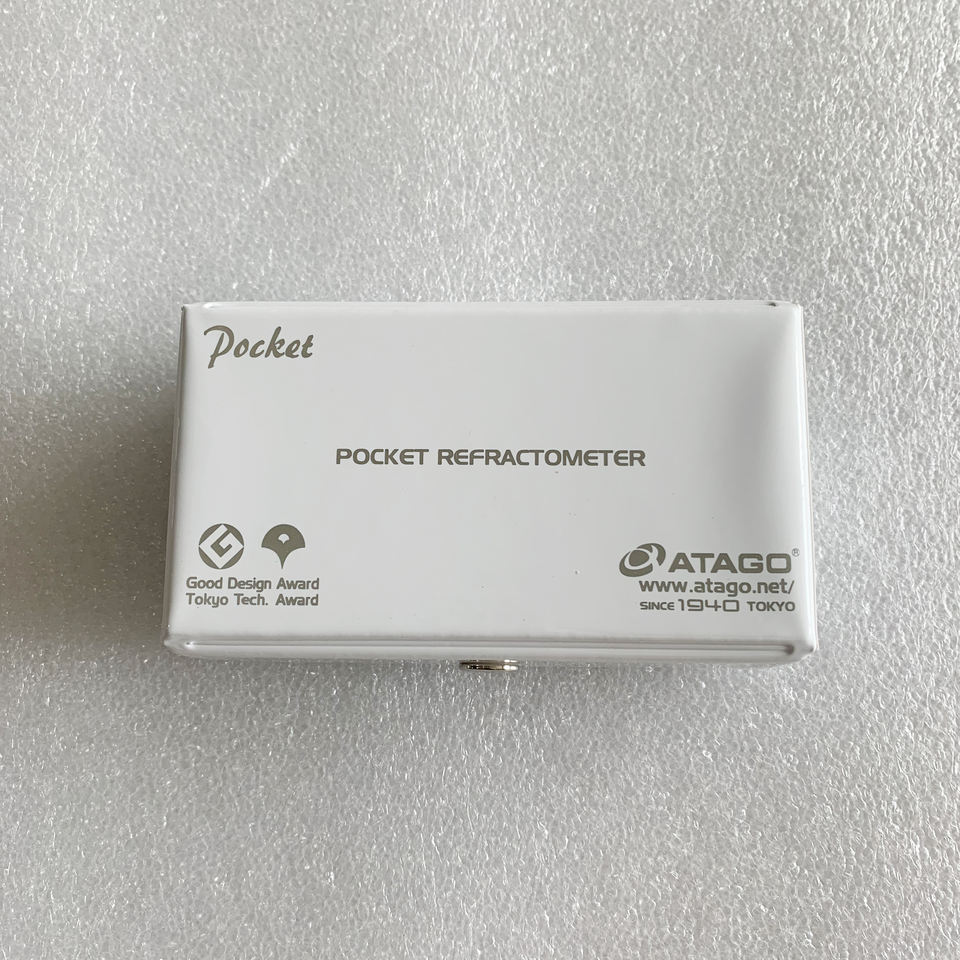 Pocket
POCKET REFRACTOMETER
Good Design Award
Tokyo Tech. Award
ATAGO®
www.atago.net/
SINCE 1940 TOKYO